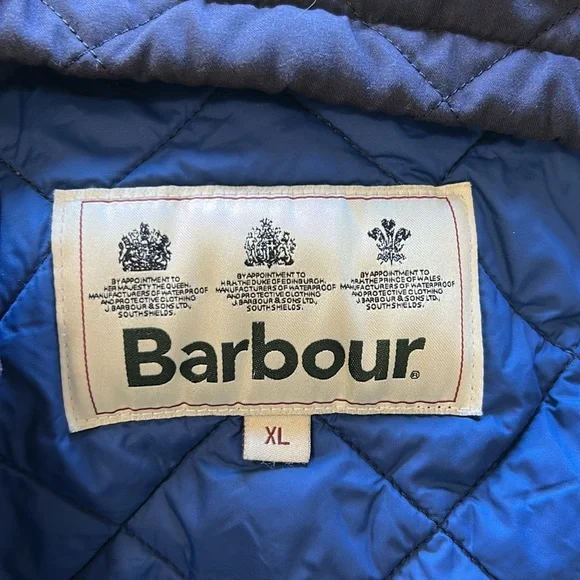 BY APPOINTMENT TO
HER MAJESTY THE QUEEN.
MANUFACTURERS OF WATERPROOF
AND PROTECTIVE CLOTHING
J. BARBOUR & SONS LTD.,
SOUTH SHIELDS.
BY APPOINTMENT TO
H.R.H. THE DUKE OF EDINBURGH.
MANUFACTURERS OF WATERPROOF
AND PROTECTIVE CLOTHING
J. BARBOUR & SONS LTD.,
SOUTH SHIELDS.
BY APPOINTMENT TO
H.R.H. THE PRINCE OF WALES.
MANUFACTURERS OF WATERPROOF
AND PROTECTIVE CLOTHING
J. BARBOUR & SONS LTD.,
SOUTH SHIELDS.
Barbour®
XL